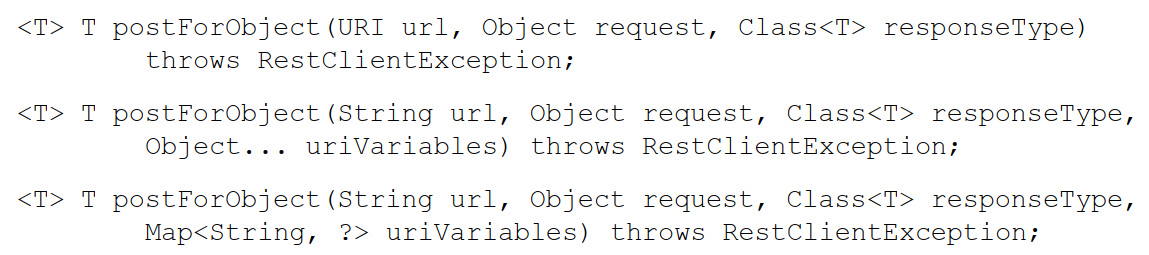 <T> T postForObject(URI url, Object request, Class<T> responseType)
throws RestClientException;
<T> T postForObject(String url, Object request, Class<T> responseType,
Object... uriVariables) throws RestClientException;
<T> T postForObject(String url, Object request, Class<T> responseType,
Map<String, ?> uriVariables) throws RestClientException;